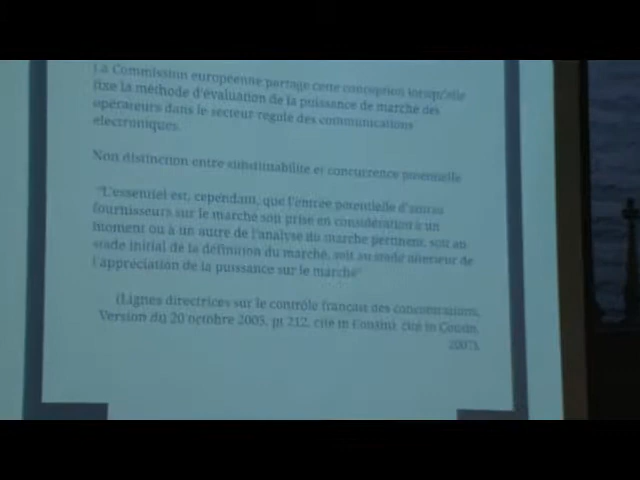 La Commission européenne partage cette conception lorsqu'elle
fixe la méthode d'évaluation de la puissance de marché des
opérateurs dans le secteur regulé des communications
électroniques.
Non distinction entre substituabilité et concurrence potentielle
"L'essentiel est, cependant, que l'entrée potentielle d'autres
fournisseurs sur le marché soit prise en considération à un
moment ou à un autre de l'analyse du marché pertinent, soit au
stade initial de la définition du marché, soit au stade ultérieur de
l'appréciation de la puissance sur le marché"
(Lignes directrices sur le contrôle français des concentrations,
Version du 20 octobre 2005, pt 212, cité in cité in Cousin,
2007).